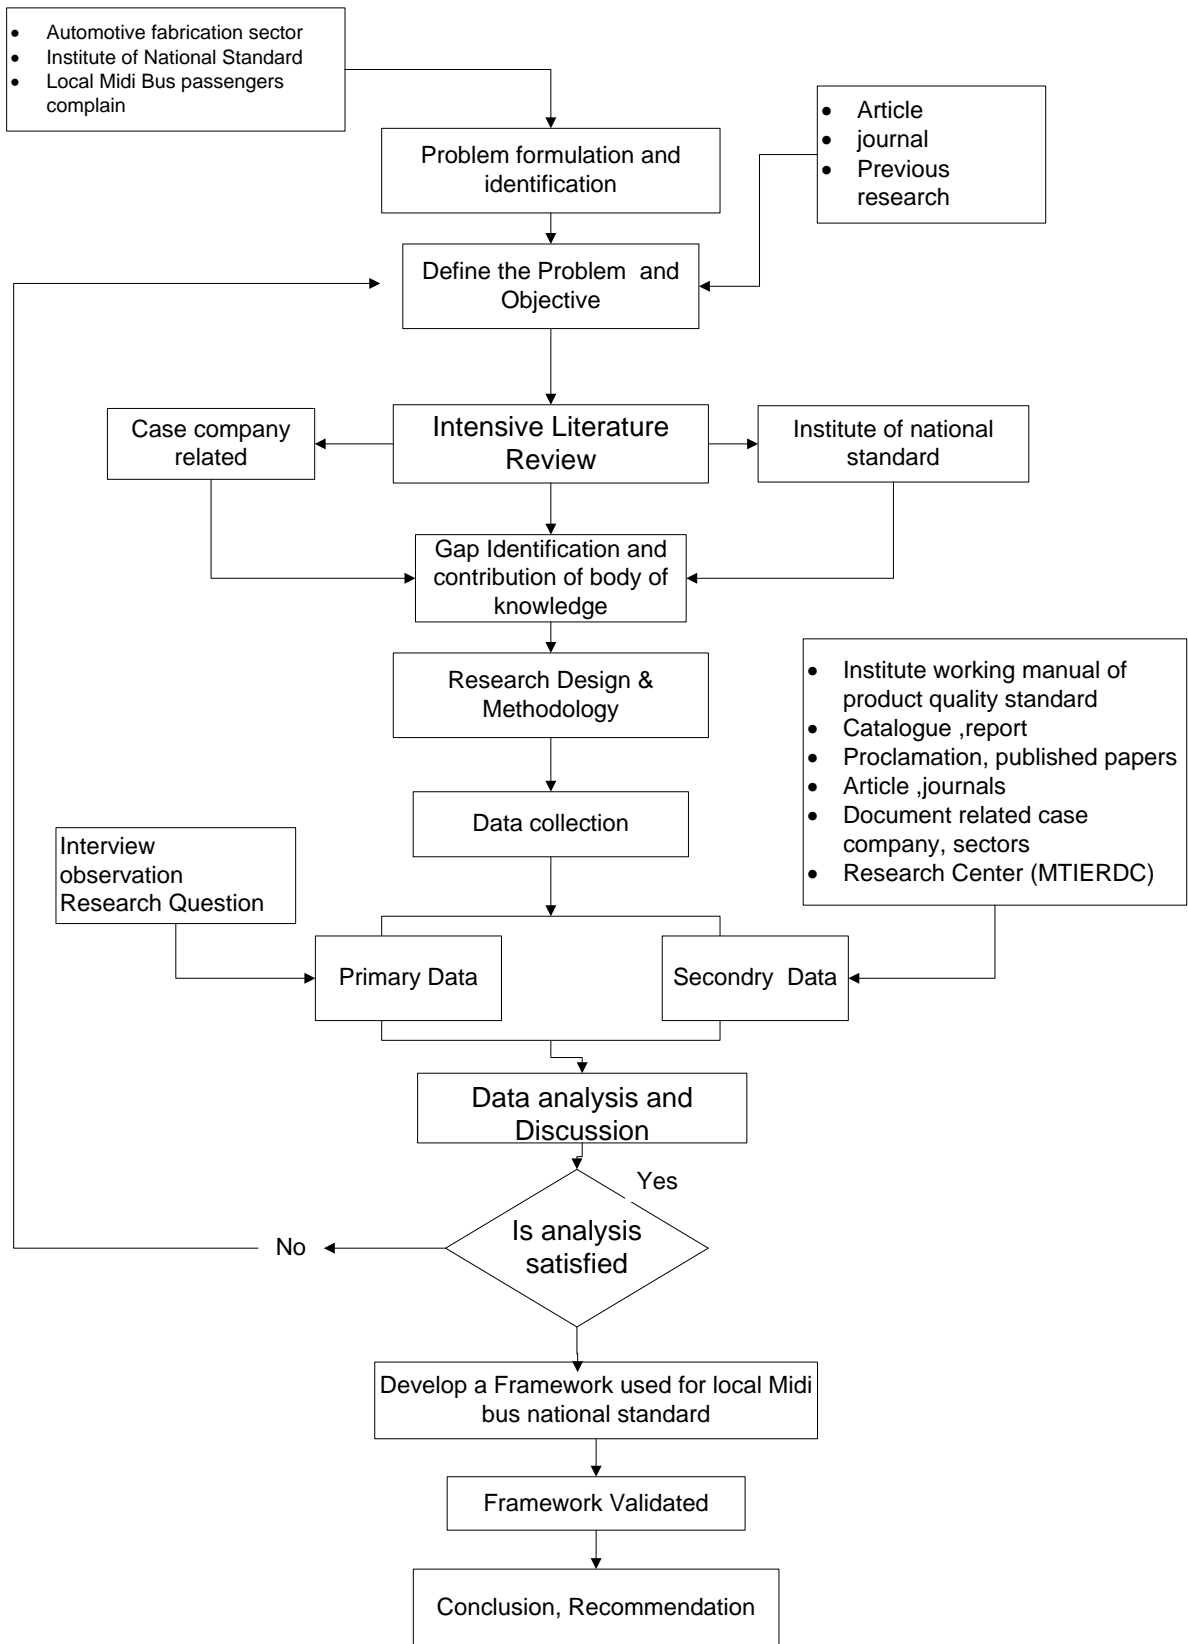 • Automotive fabrication sector
• Institute of National Standard
• Local Midi Bus passengers
complain
• Article
• journal
• Previous
research
Problem formulation and
identification
Define the Problem and
Objective
Case company
related
Intensive Literature
Review
Institute of national
standard
Gap Identification and
contribution of body of
knowledge
Research Design &
Methodology
• Institute working manual of
product quality standard
• Catalogue ,report
• Proclamation, published papers
• Article ,journals
• Document related case
company, sectors
• Research Center (MTIERDC)
Data collection
Interview
observation
Research Question
Primary Data
Secondry Data
Data analysis and
Discussion
Yes
Is analysis
satisfied
No
Develop a Framework used for local Midi
bus national standard
Framework Validated
Conclusion, Recommendation